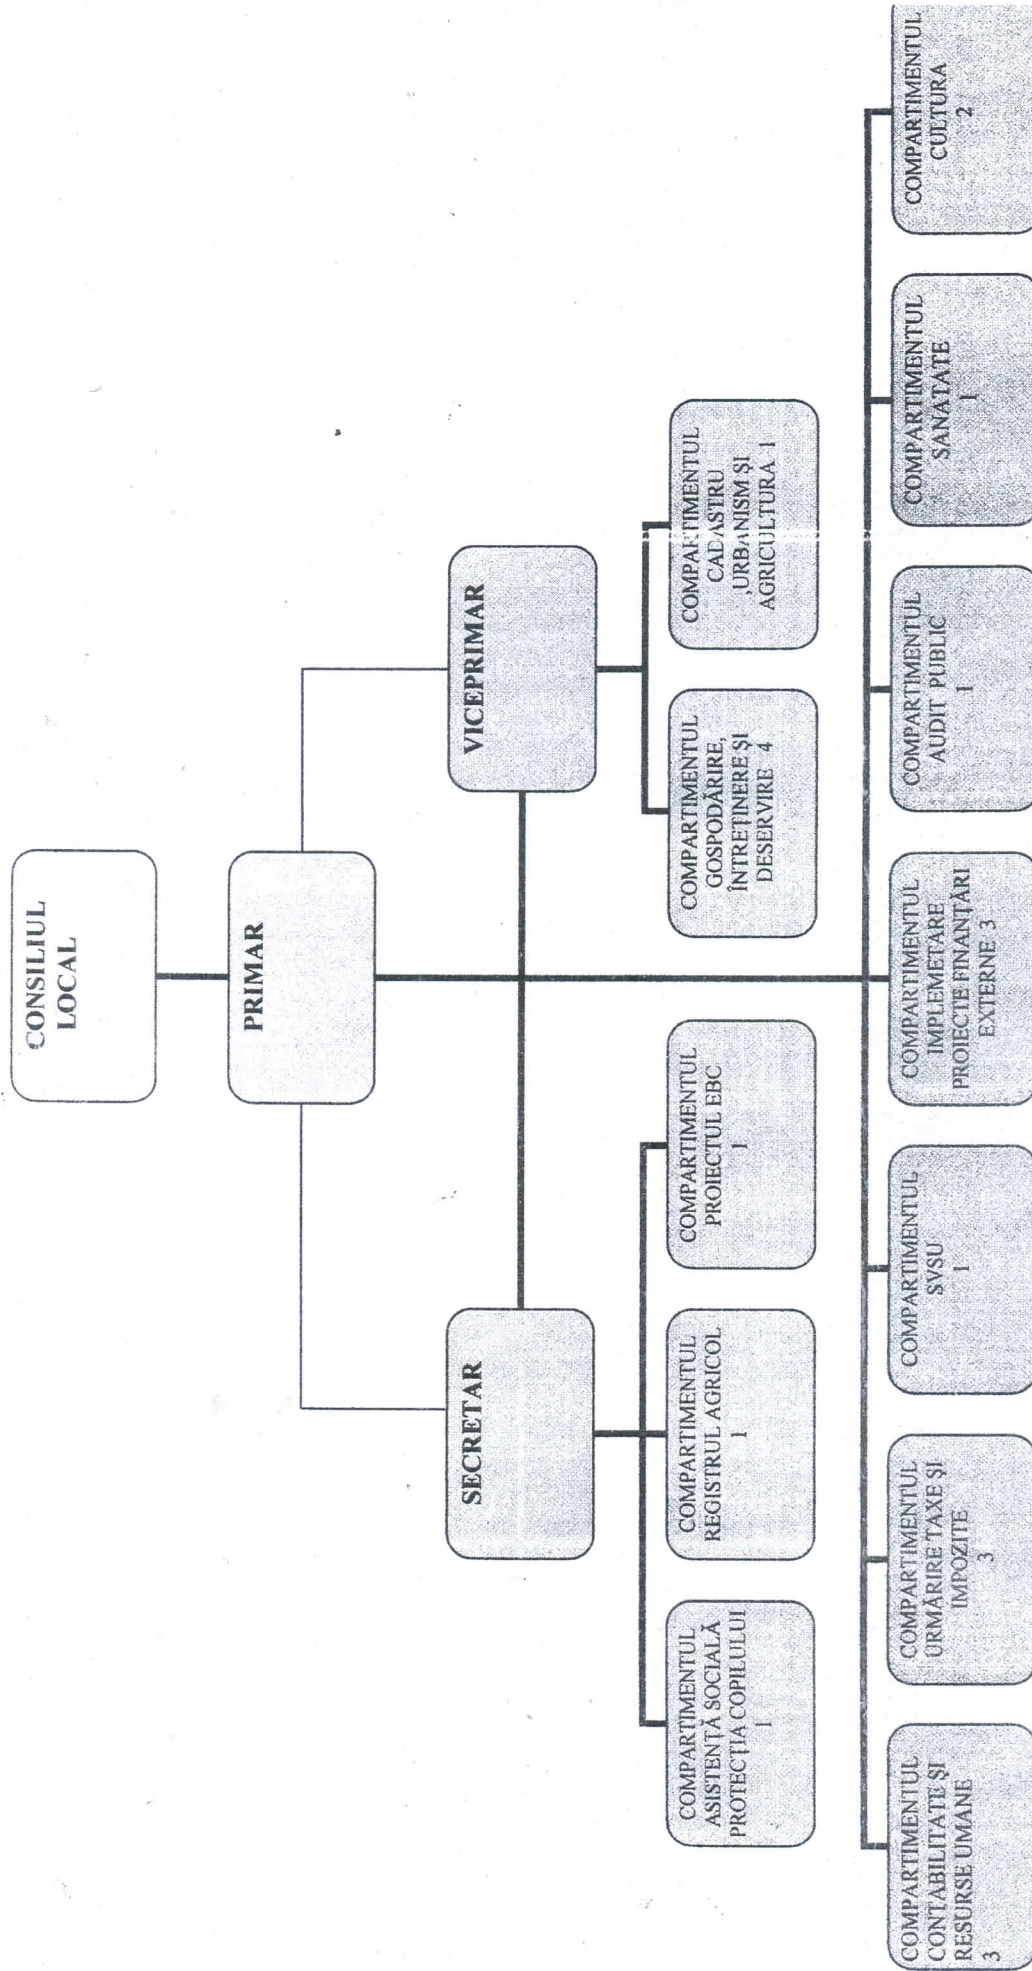 CONSILIUL
LOCAL
PRIMAR
SECRETAR
VICEPRIMAR
COMPARTIMENTUL
ASISTENȚĂ SOCIALĂ
PROTECȚIA COPILULUI
1
COMPARTIMENTUL
REGISTRUL AGRICOL
1
COMPARTIMENTUL
PROIECTUL EBC
1
COMPARTIMENTUL
GOSPODĂRIRE,
ÎNTREȚINERE ȘI
DESERVIRE 4
COMPARTIMENTUL
CADASTRU
,URBANISM ȘI
AGRICULTURĂ 1
COMPARTIMENTUL
CONTABILITATE ȘI
RESURSE UMANE
3
COMPARTIMENTUL
URMĂRIRE TAXE ȘI
IMPOZITE
3
COMPARTIMENTUL
SVSU
1
COMPARTIMENTUL
IMPLEMETARE
PROIECTE FINANȚĂRI
EXTERNE 3
COMPARTIMENTUL
AUDIT PUBLIC
1
COMPARTIMENTUL
SANATATE
1
COMPARTIMENTUL
CULTURA
2